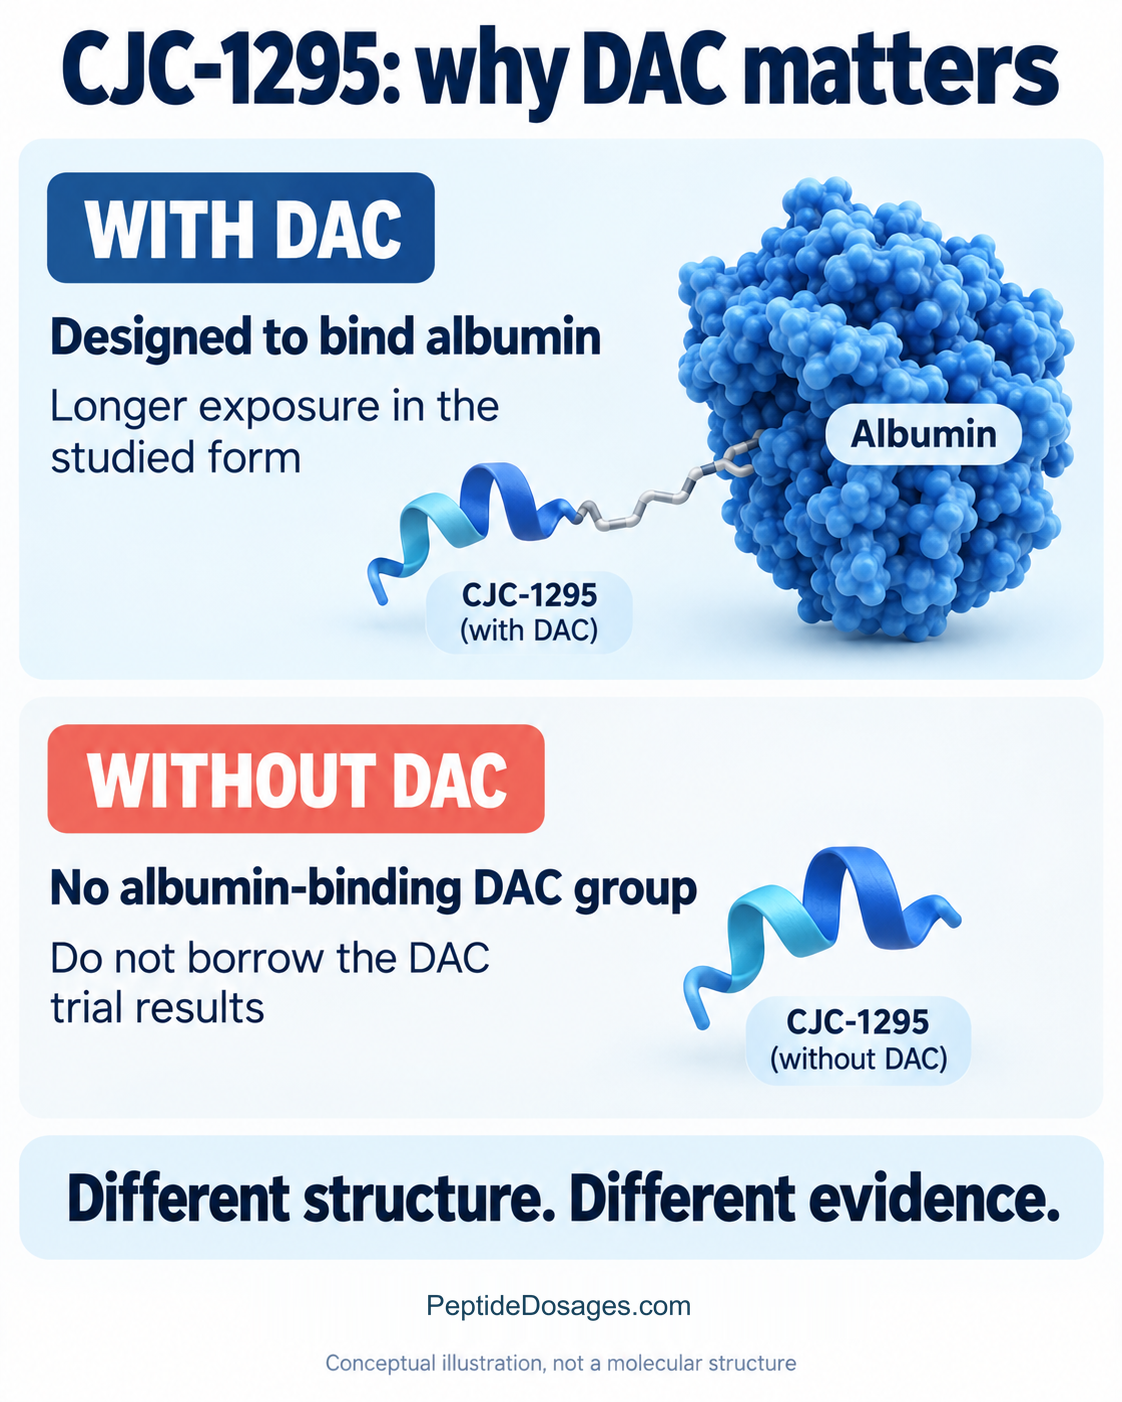 CJC-1295: why DAC matters
WITH DAC
Designed to bind albumin
Longer exposure in the
studied form
Albumin
CJC-1295
(with DAC)
WITHOUT DAC
No albumin-binding DAC group
Do not borrow the DAC
trial results
CJC-1295
(without DAC)
Different structure. Different evidence.
PeptideDosages.com
Conceptual illustration, not a molecular structure